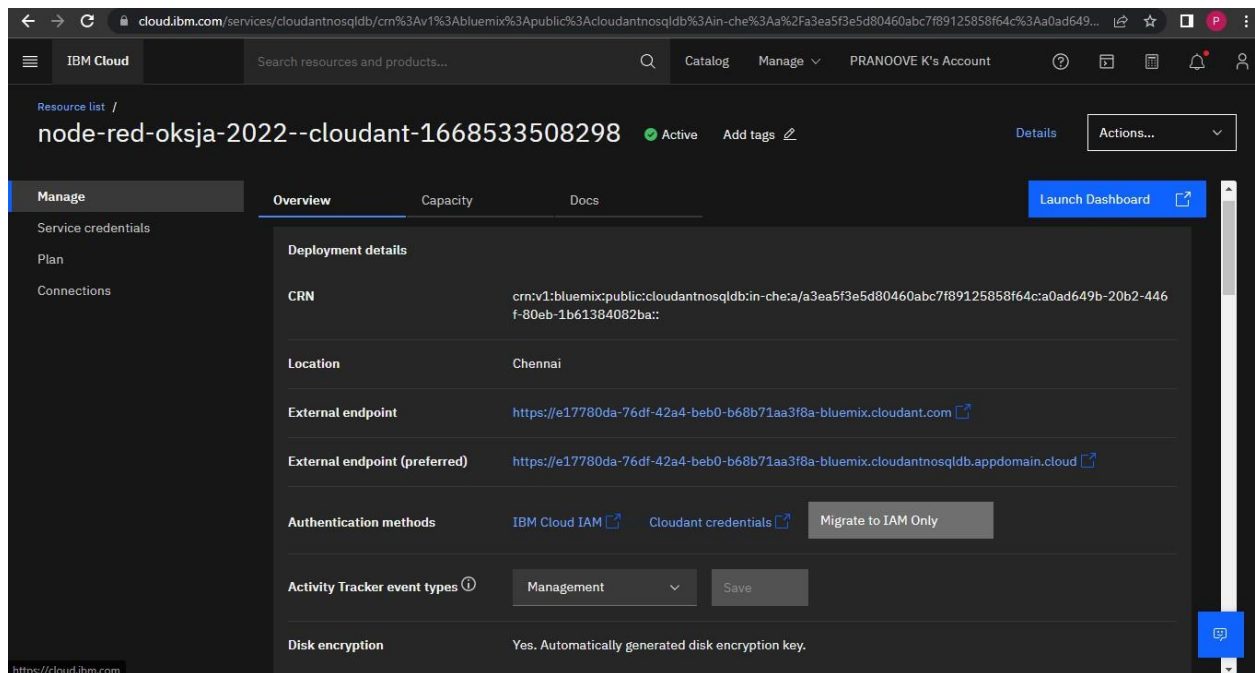 cloud.ibm.com/services/cloudantnosqldb/crn%3Av1%3Abluemix%3Apublic%3Acloudantnosqldb%3Ain-che%3Aa%2Fa3ea5f3e5d80460abc7f89125858f64c%3Aa0ad649...
P
IBM Cloud
Search resources and products...
Catalog
Manage
PRANOOVE K's Account
Resource list /
node-red-oksja-2022--cloudant-1668533508298
Active
Add tags
Details
Actions...
Manage
Service credentials
Plan
Connections
Overview
Capacity
Docs
Launch Dashboard
Deployment details
CRN
crn:v1:bluemix:public:cloudantnosqldb:in-che:a/a3ea5f3e5d80460abc7f89125858f64c:a0ad649b-20b2-446
f-80eb-1b61384082ba::
Location
Chennai
External endpoint
https://e17780da-76df-42a4-beb0-b68b71aa3f8a-bluemix.cloudant.com
External endpoint (preferred)
https://e17780da-76df-42a4-beb0-b68b71aa3f8a-bluemix.cloudantnosqldb.appdomain.cloud
Authentication methods
IBM Cloud IAM
Cloudant credentials
Migrate to IAM Only
Activity Tracker event types
Management
Save
Disk encryption
Yes. Automatically generated disk encryption key.
https://cloud.ibm.com